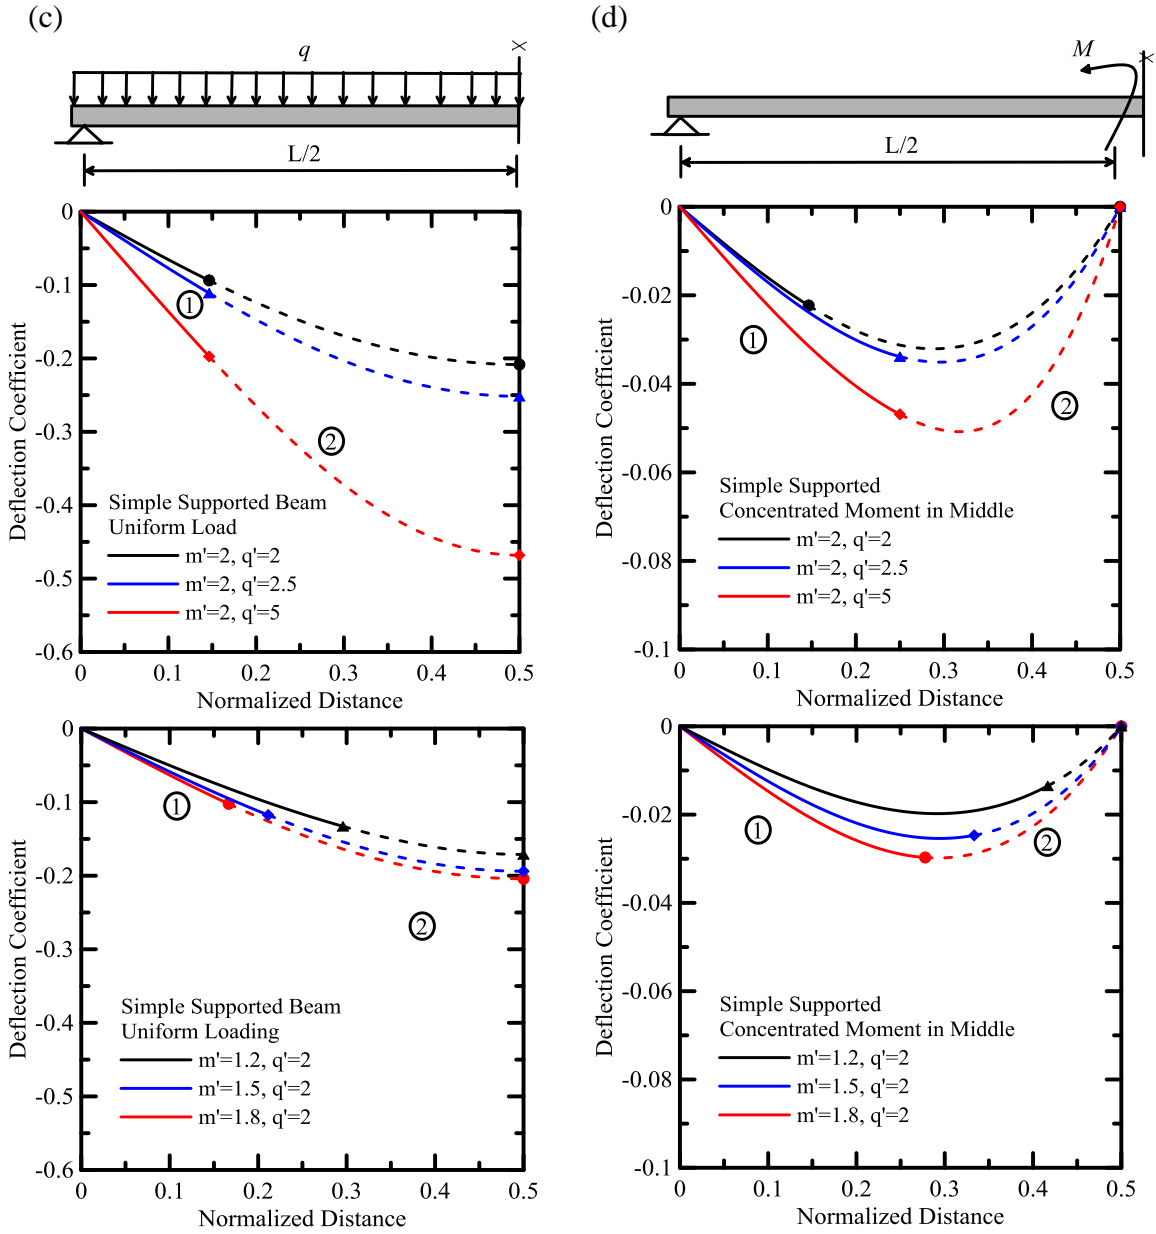 (c)
q
L/2
0
-0.1
-0.2
-0.3
-0.4
-0.5
-0.6
Deflection Coefficient
1
2
Simple Supported Beam
Uniform Load
m'=2, q'=2
m'=2, q'=2.5
m'=2, q'=5
0 0.1 0.2 0.3 0.4 0.5
Normalized Distance
(d)
M
L/2
0
-0.02
-0.04
-0.06
-0.08
-0.1
Deflection Coefficient
1
2
Simple Supported
Concentrated Moment in Middle
m'=2, q'=2
m'=2, q'=2.5
m'=2, q'=5
0 0.1 0.2 0.3 0.4 0.5
Normalized Distance
0
-0.1
-0.2
-0.3
-0.4
-0.5
-0.6
Deflection Coefficient
1
2
Simple Supported Beam
Uniform Loading
m'=1.2, q'=2
m'=1.5, q'=2
m'=1.8, q'=2
0 0.1 0.2 0.3 0.4 0.5
Normalized Distance
0
-0.02
-0.04
-0.06
-0.08
-0.1
Deflection Coefficient
1
2
Simple Supported
Concentrated Moment in Middle
m'=1.2, q'=2
m'=1.5, q'=2
m'=1.8, q'=2
0 0.1 0.2 0.3 0.4 0.5
Normalized Distance